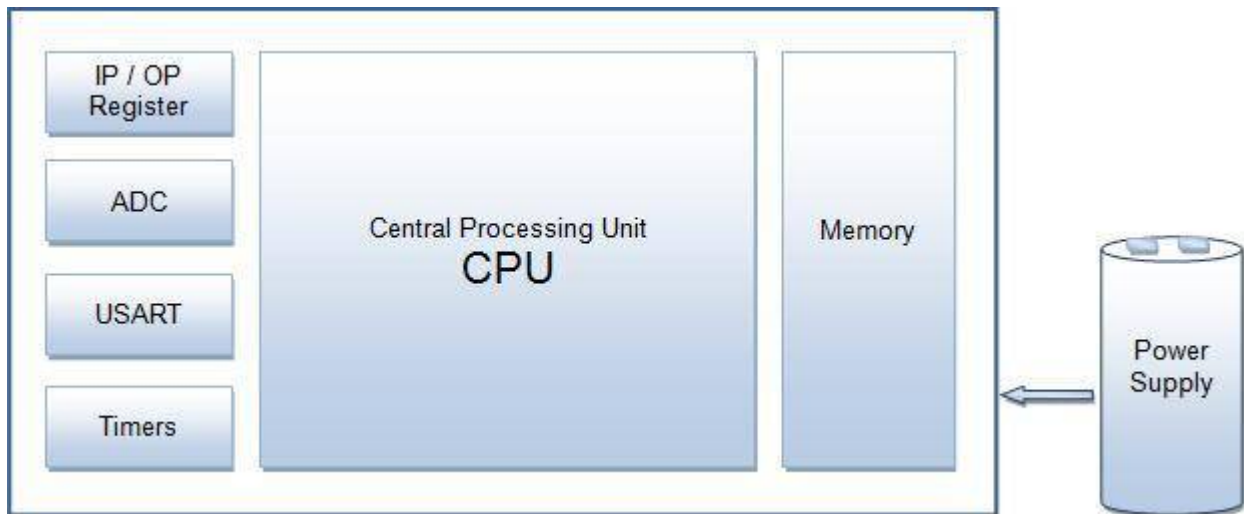 IP / OP
Register
ADC
USART
Timers
Central Processing Unit
CPU
Memory
Power
Supply